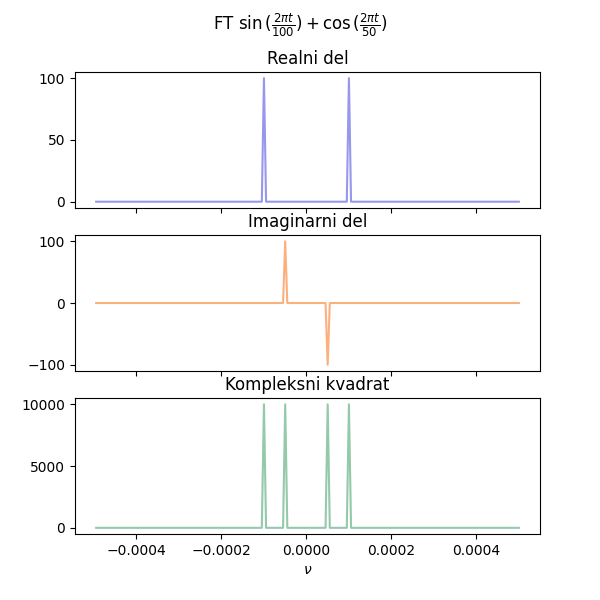 FT sin(2πt/100) + cos(2πt/50)
Realni del
100
50
0
Imaginarni del
100
0
−100
Kompleksni kvadrat
10000
5000
0
−0.0004 −0.0002 0.0000 0.0002 0.0004
ν